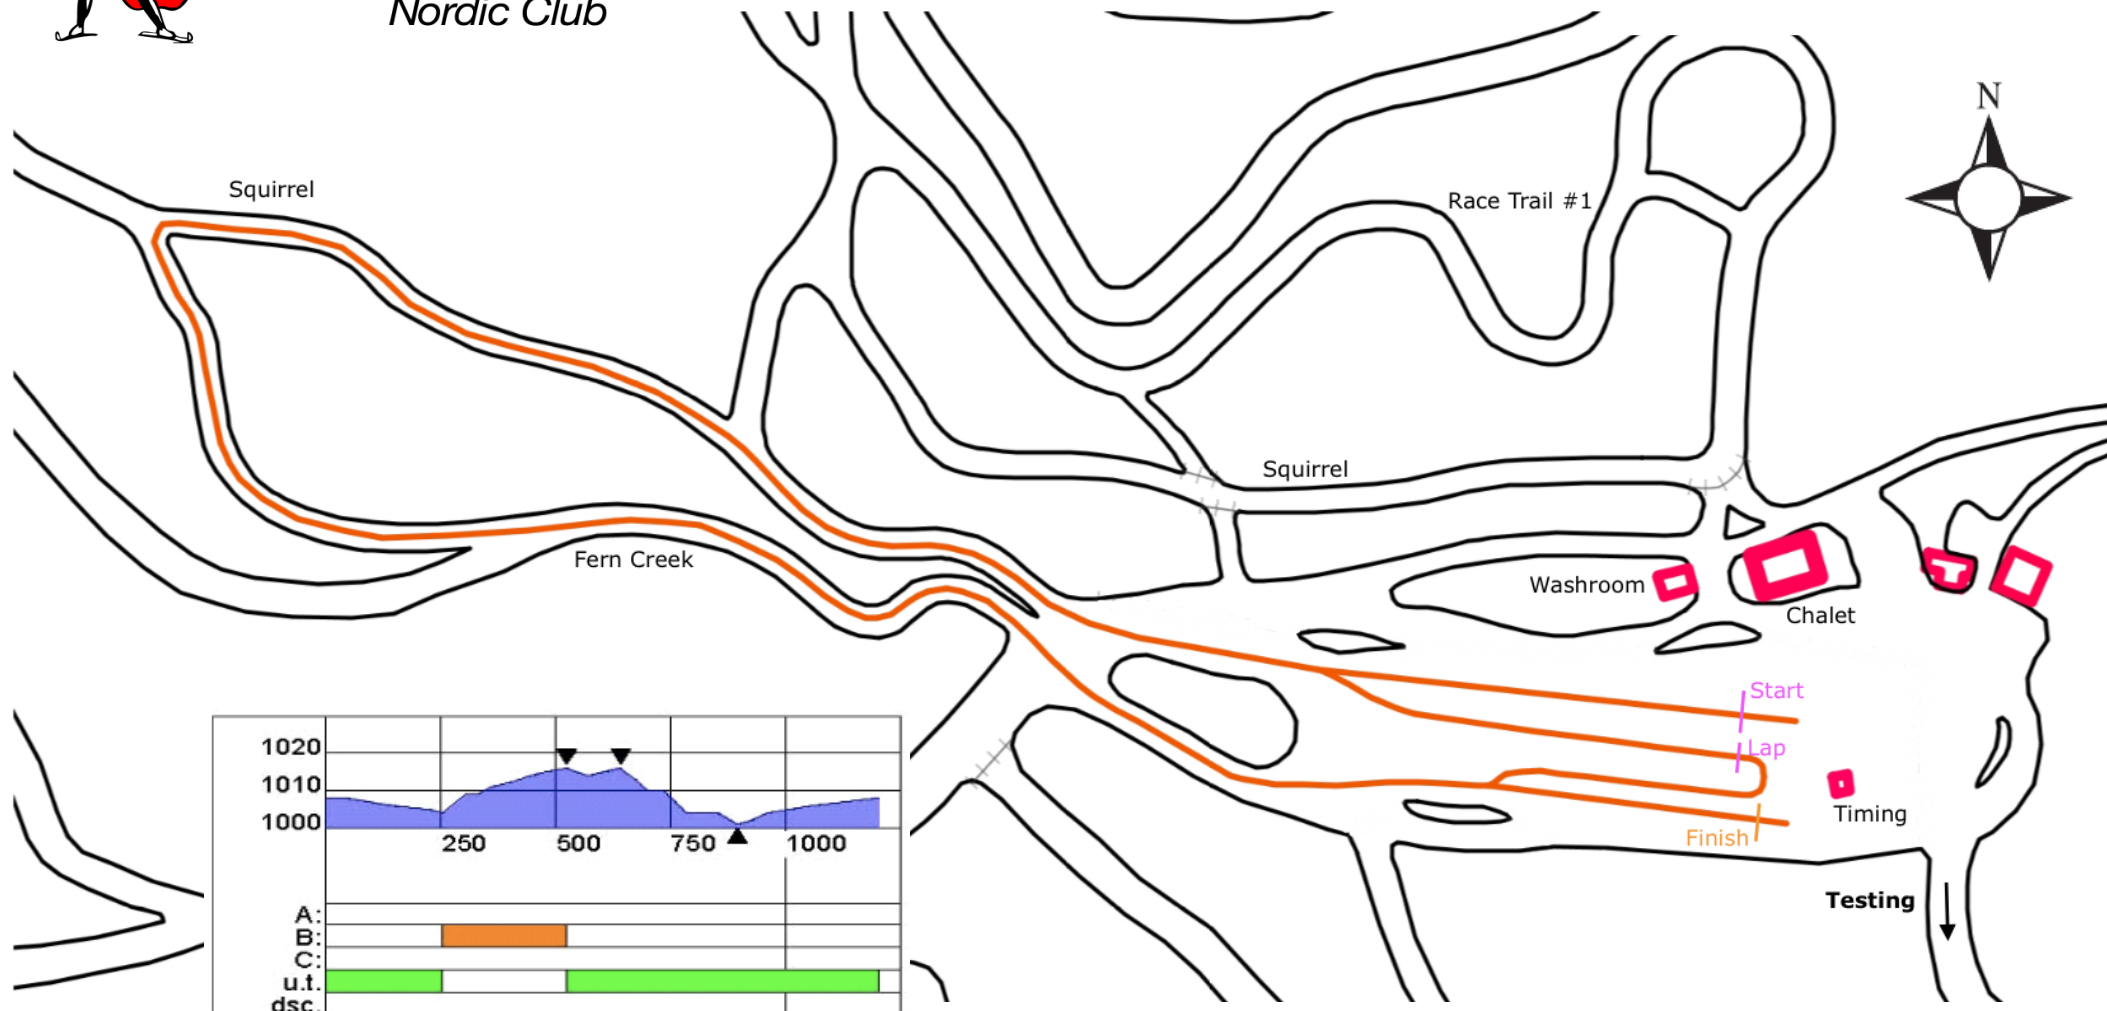 Nordic Club
N
Squirrel
Race Trail #1
Squirrel
Fern Creek
Washroom
Chalet
Start
Lap
Timing
Finish
Testing
1020
1010
1000
250 500 750 1000
A:
B:
C:
u.t.
dsc.